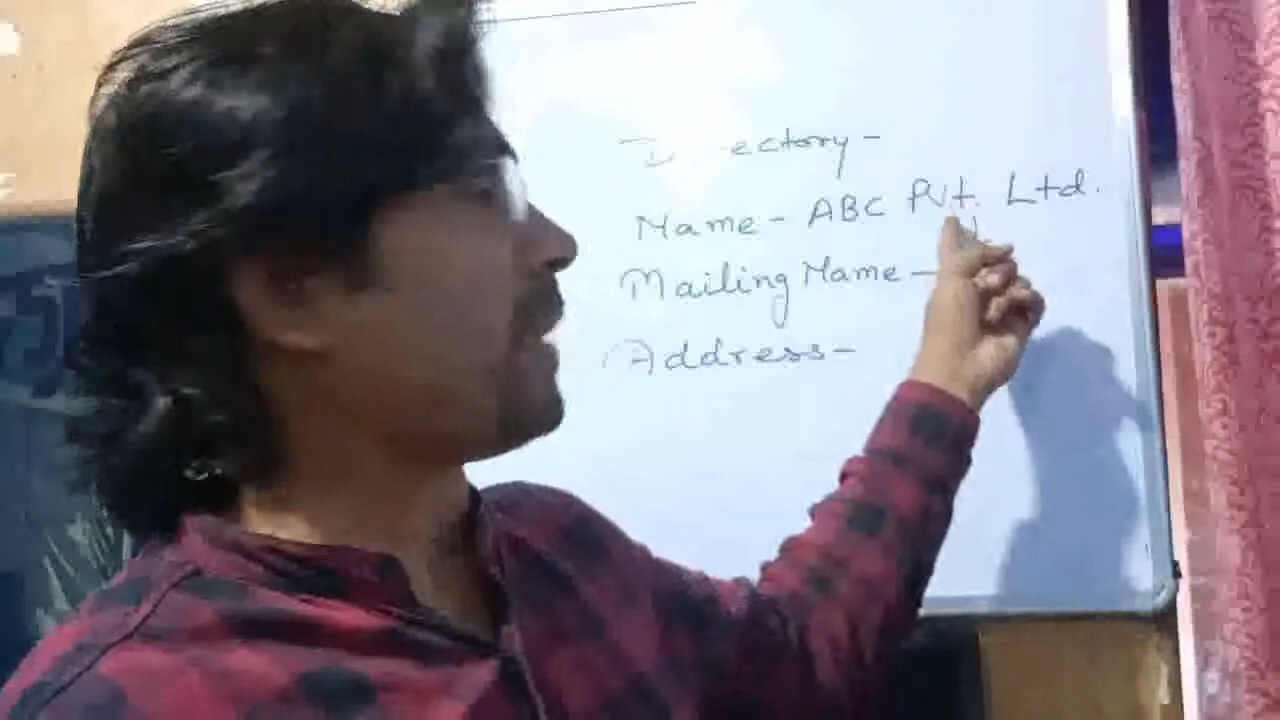 Directory-
Name- ABC Pvt. Ltd.
Mailing Name-
Address-